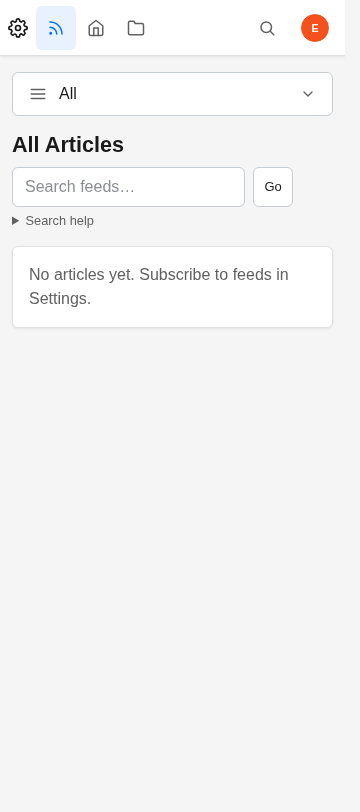 E
All
All Articles
Search feeds…
Go
Search help
No articles yet. Subscribe to feeds in
Settings.